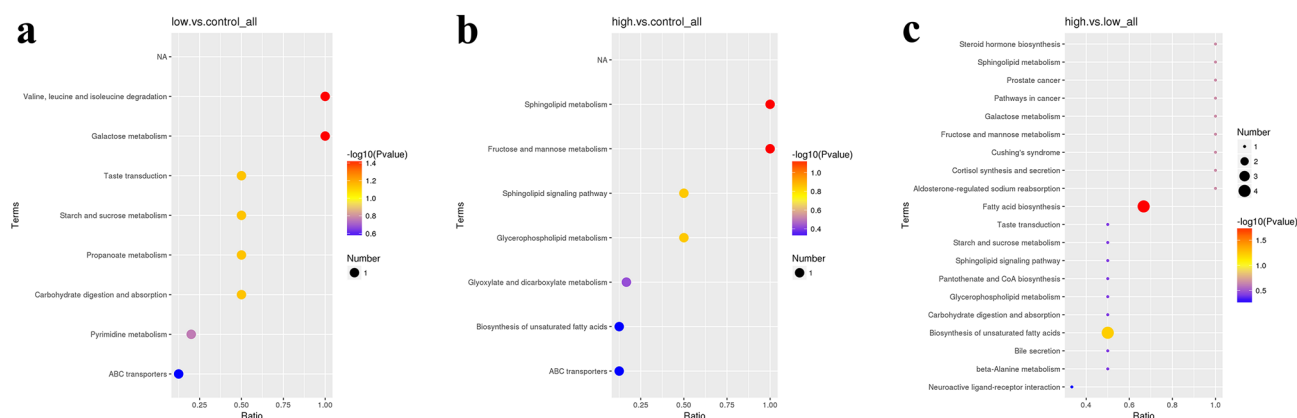 a
low.vs.control_all
Terms
NA
Valine, leucine and isoleucine degradation
Galactose metabolism
Taste transduction
Starch and sucrose metabolism
Propanoate metabolism
Carbohydrate digestion and absorption
Pyrimidine metabolism
ABC transporters
0.25 0.50 0.75 1.00
Ratio
-log10(Pvalue)
1.4
1.2
1.0
0.8
0.6
Number
1
b
high.vs.control_all
Terms
NA
Sphingolipid metabolism
Fructose and mannose metabolism
Sphingolipid signaling pathway
Glycerophospholipid metabolism
Glyoxylate and dicarboxylate metabolism
Biosynthesis of unsaturated fatty acids
ABC transporters
0.25 0.50 0.75 1.00
Ratio
-log10(Pvalue)
1.0
0.8
0.6
0.4
Number
1
c
high.vs.low_all
Terms
Steroid hormone biosynthesis
Sphingolipid metabolism
Prostate cancer
Pathways in cancer
Galactose metabolism
Fructose and mannose metabolism
Cushing's syndrome
Cortisol synthesis and secretion
Aldosterone-regulated sodium reabsorption
Fatty acid biosynthesis
Taste transduction
Starch and sucrose metabolism
Sphingolipid signaling pathway
Pantothenate and CoA biosynthesis
Glycerophospholipid metabolism
Carbohydrate digestion and absorption
Biosynthesis of unsaturated fatty acids
Bile secretion
beta-Alanine metabolism
Neuroactive ligand-receptor interaction
0.4 0.6 0.8 1.0
Ratio
Number
1
2
3
4
-log10(Pvalue)
1.5
1.0
0.5